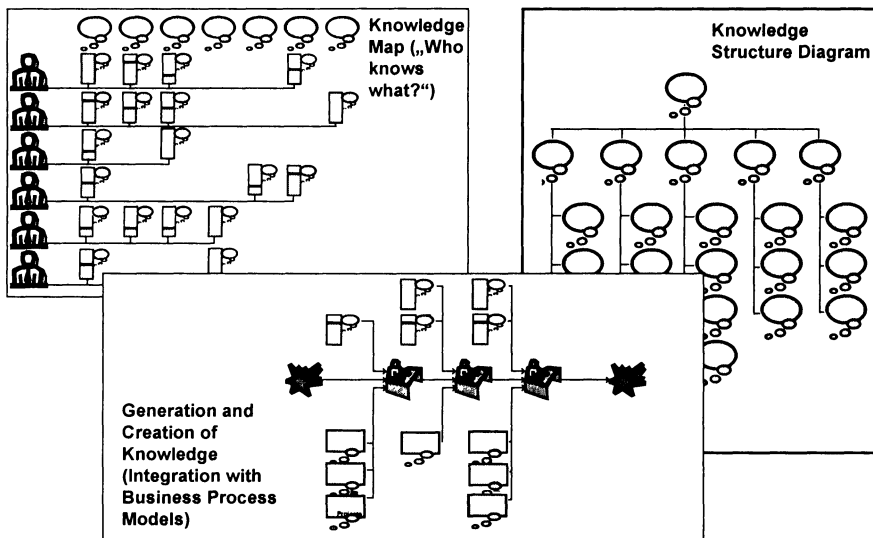 Knowledge
Map („Who
knows
what?“)
Knowledge
Structure Diagram
Generation and
Creation of
Knowledge
(Integration with
Business Process
Models)